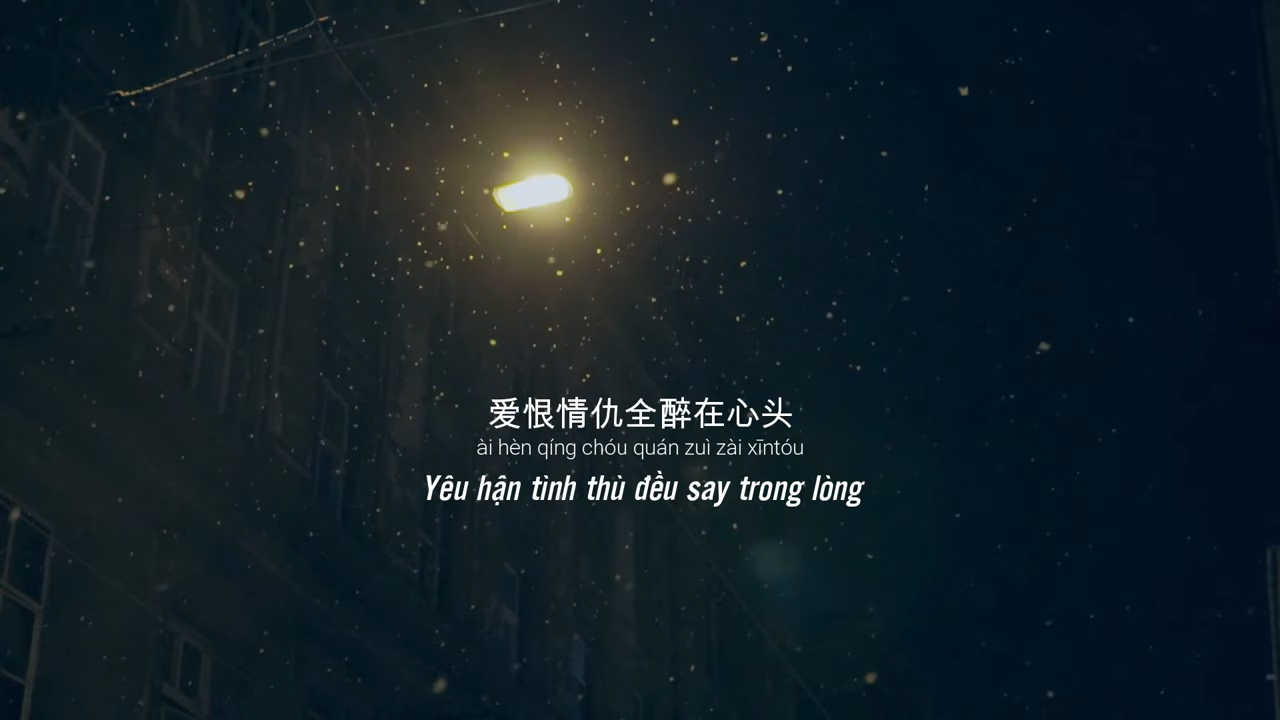 爱恨情仇全醉在心头
ài hèn qíng chóu quán zuì zài xīntóu
Yêu hận tình thù đều say trong lòng